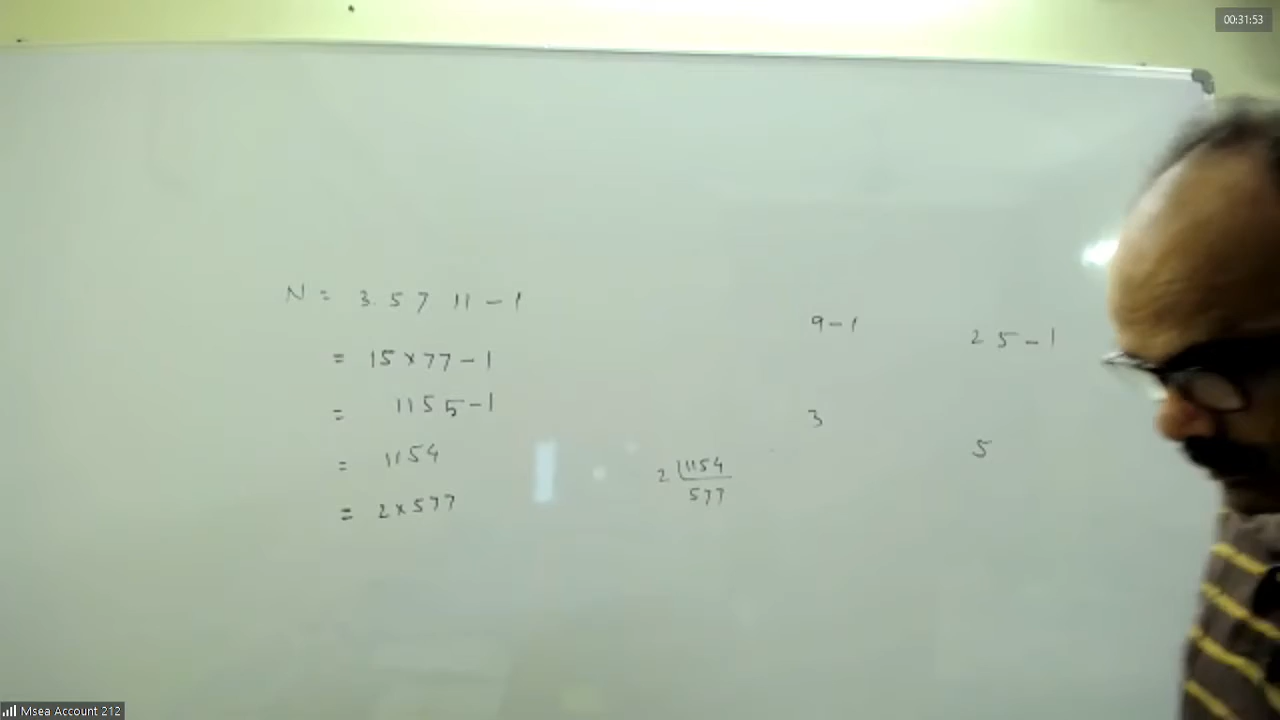 00:31:53
N = 3.5 7 11 - 1
= 15 × 77 - 1
= 1155 - 1
= 1154
= 2 × 577
2 | 1154
577
9 - 1
3
25 - 1
5
Msea Account 212